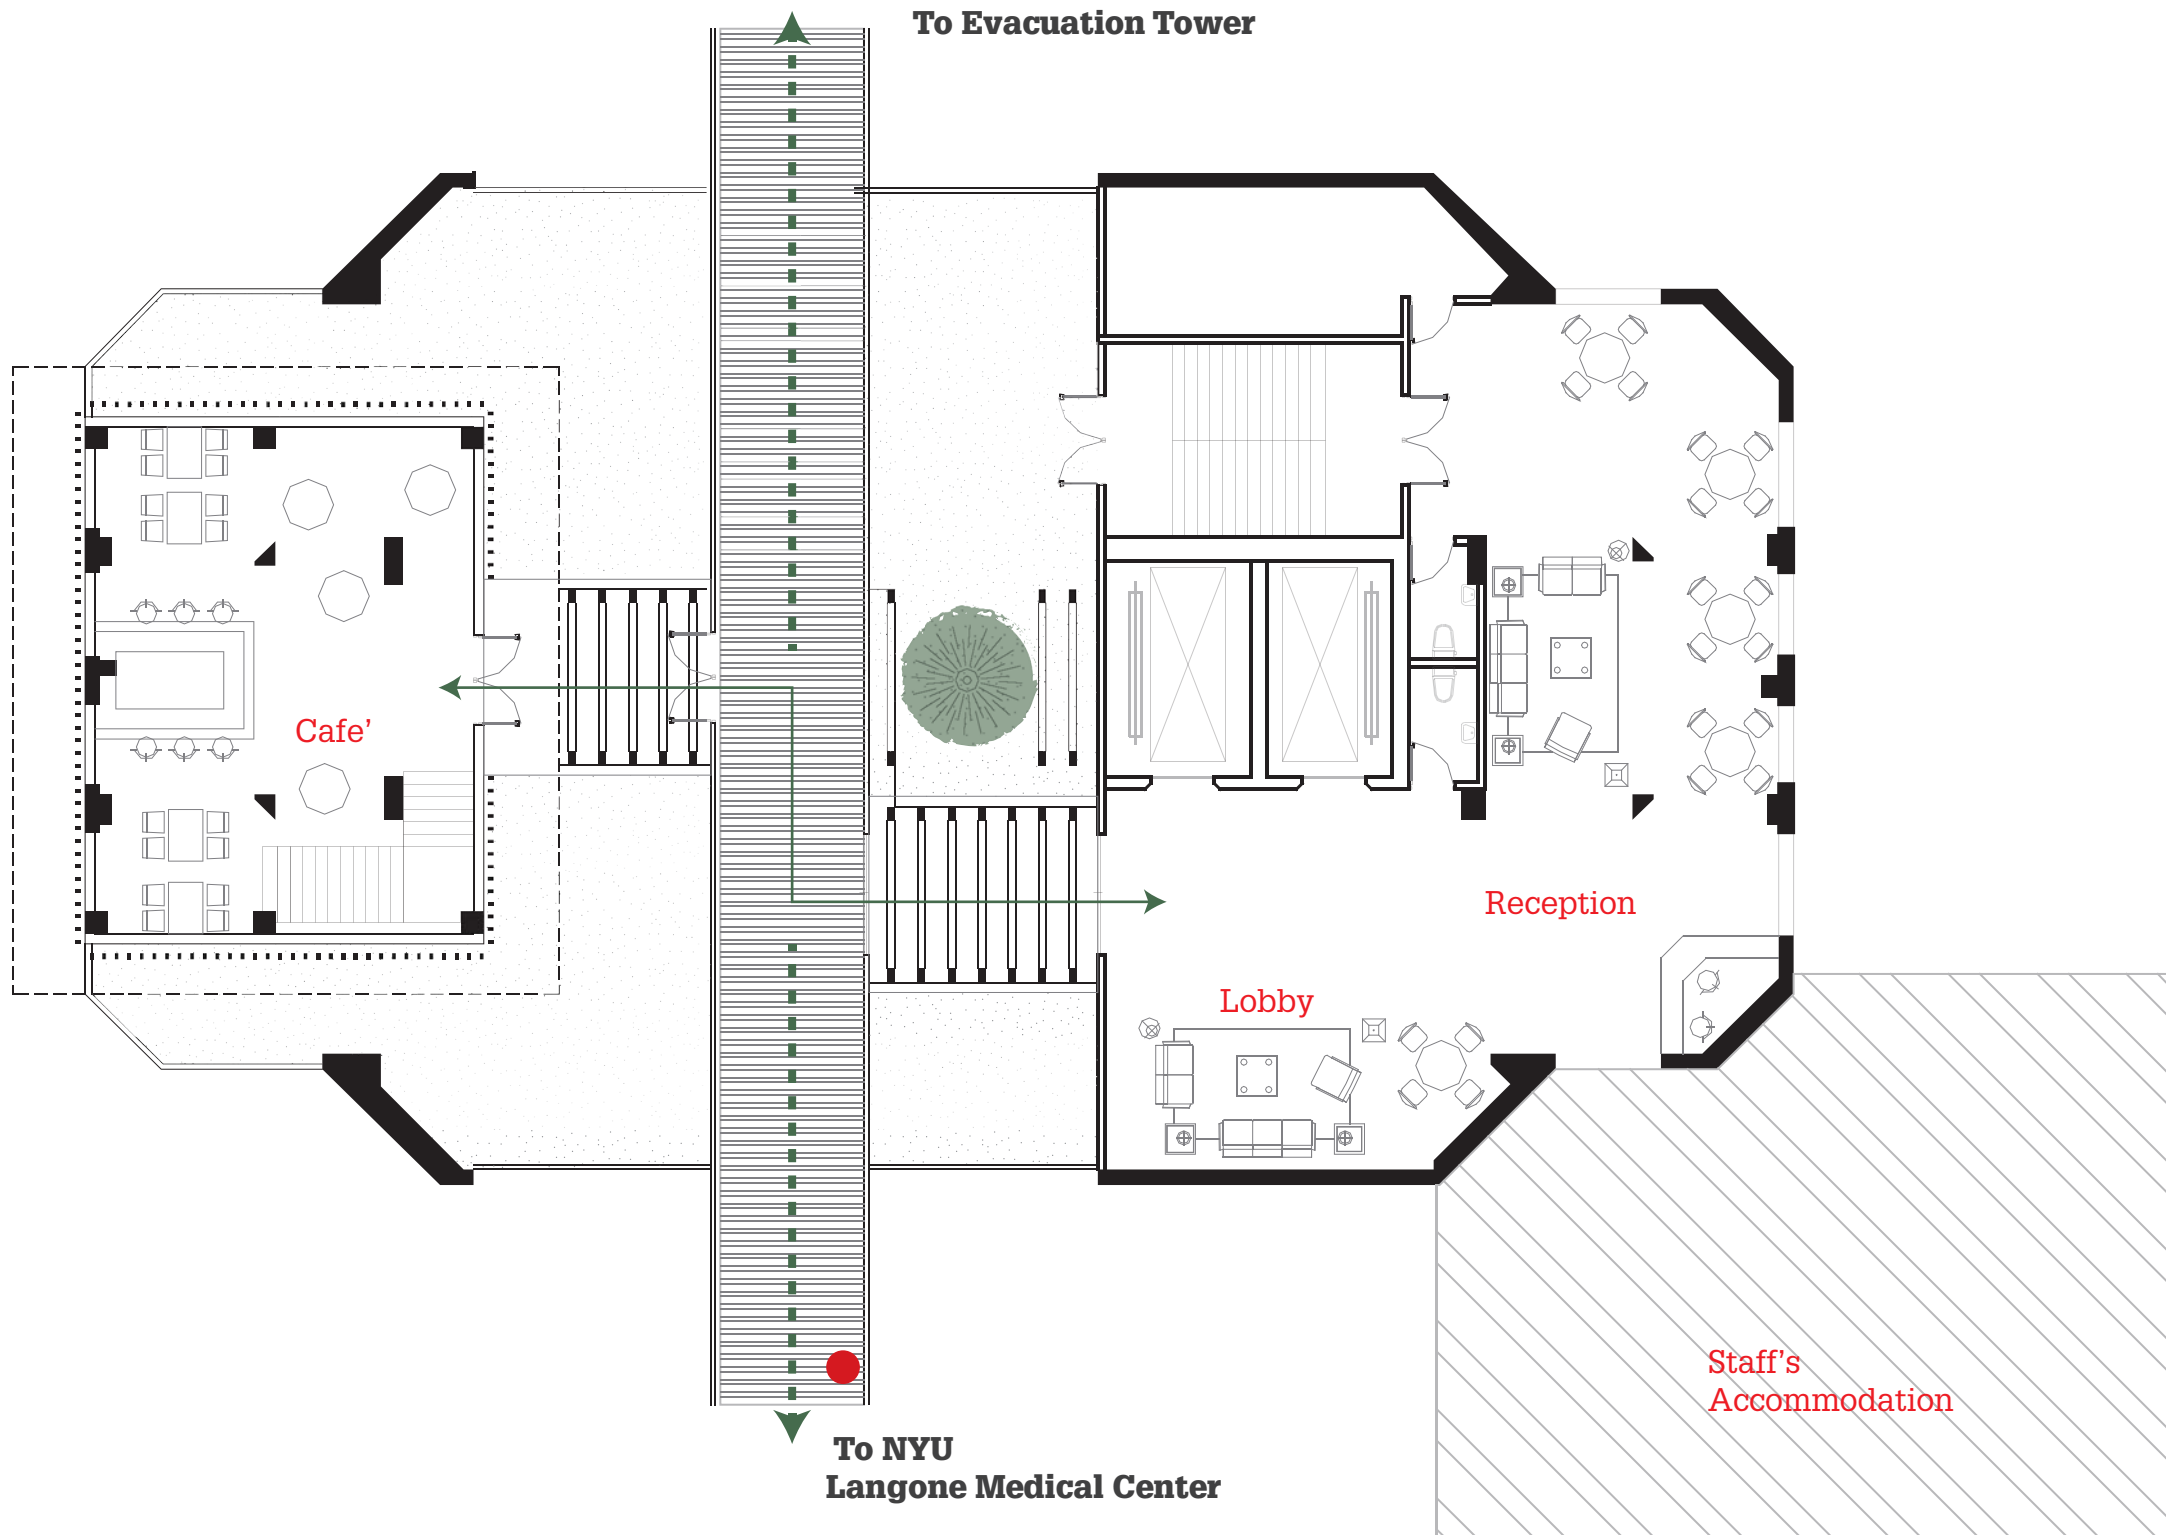 To Evacuation Tower
Cafe’
Reception
Lobby
Staff’s
Accommodation
To NYU
Langone Medical Center